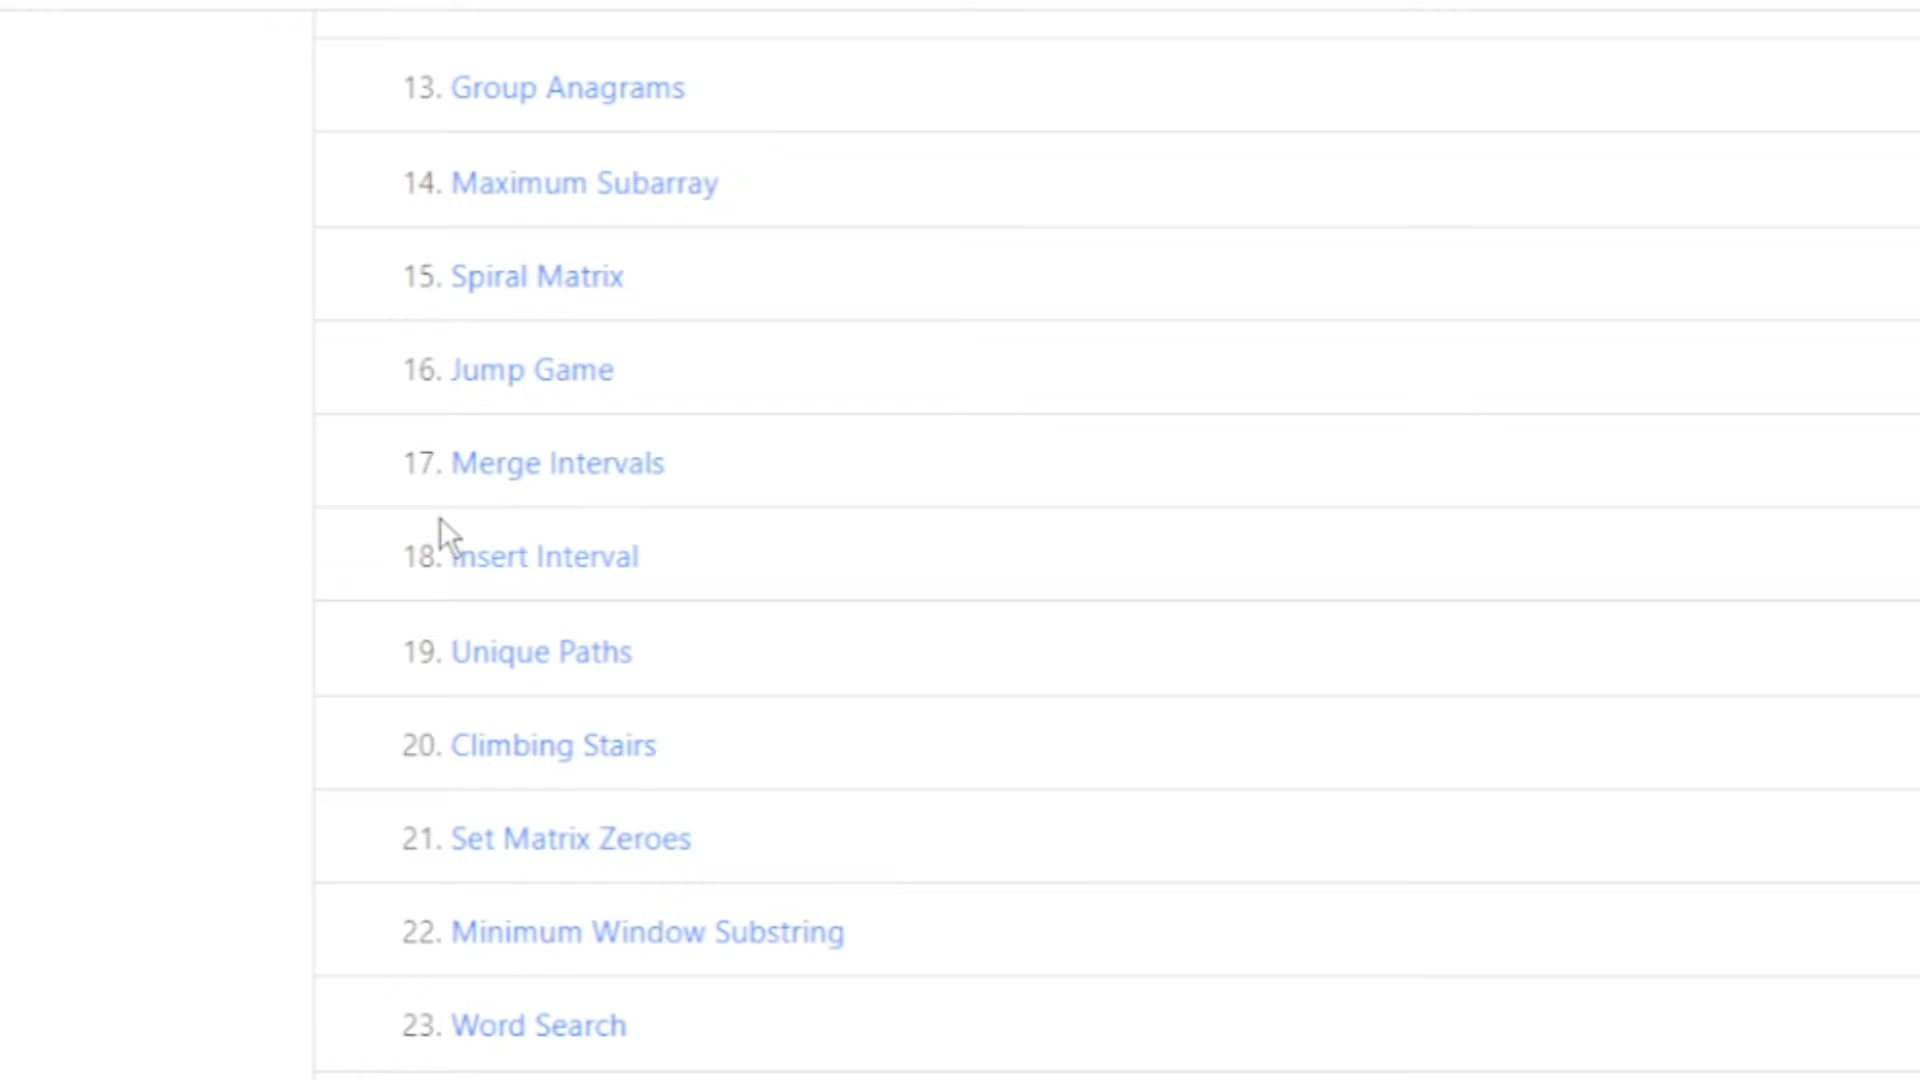 13. Group Anagrams
14. Maximum Subarray
15. Spiral Matrix
16. Jump Game
17. Merge Intervals
18. Insert Interval
19. Unique Paths
20. Climbing Stairs
21. Set Matrix Zeroes
22. Minimum Window Substring
23. Word Search